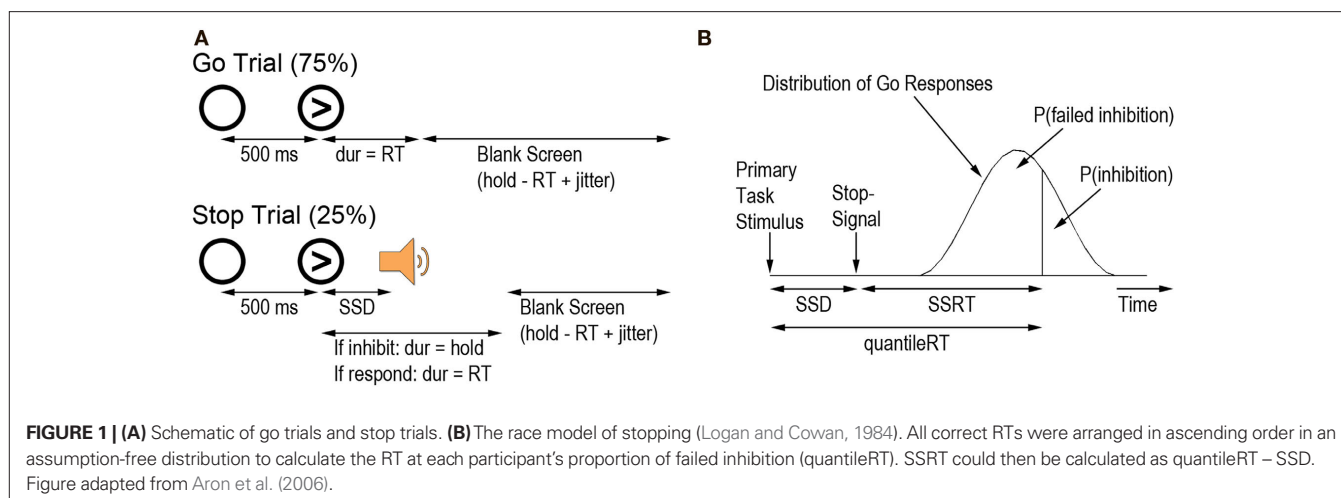 A
Go Trial (75%)
>
500 ms
dur = RT
Blank Screen
(hold - RT + jitter)
Stop Trial (25%)
>
500 ms
SSD
Blank Screen
(hold - RT + jitter)
If inhibit: dur = hold
If respond: dur = RT
B
Distribution of Go Responses
P(failed inhibition)
P(inhibition)
Primary
Task
Stimulus
Stop-
Signal
SSD
SSRT
Time
quantileRT
FIGURE 1 | (A) Schematic of go trials and stop trials. (B) The race model of stopping (Logan and Cowan, 1984). All correct RTs were arranged in ascending order in an
assumption-free distribution to calculate the RT at each participant's proportion of failed inhibition (quantileRT). SSRT could then be calculated as quantileRT – SSD.
Figure adapted from Aron et al. (2006).